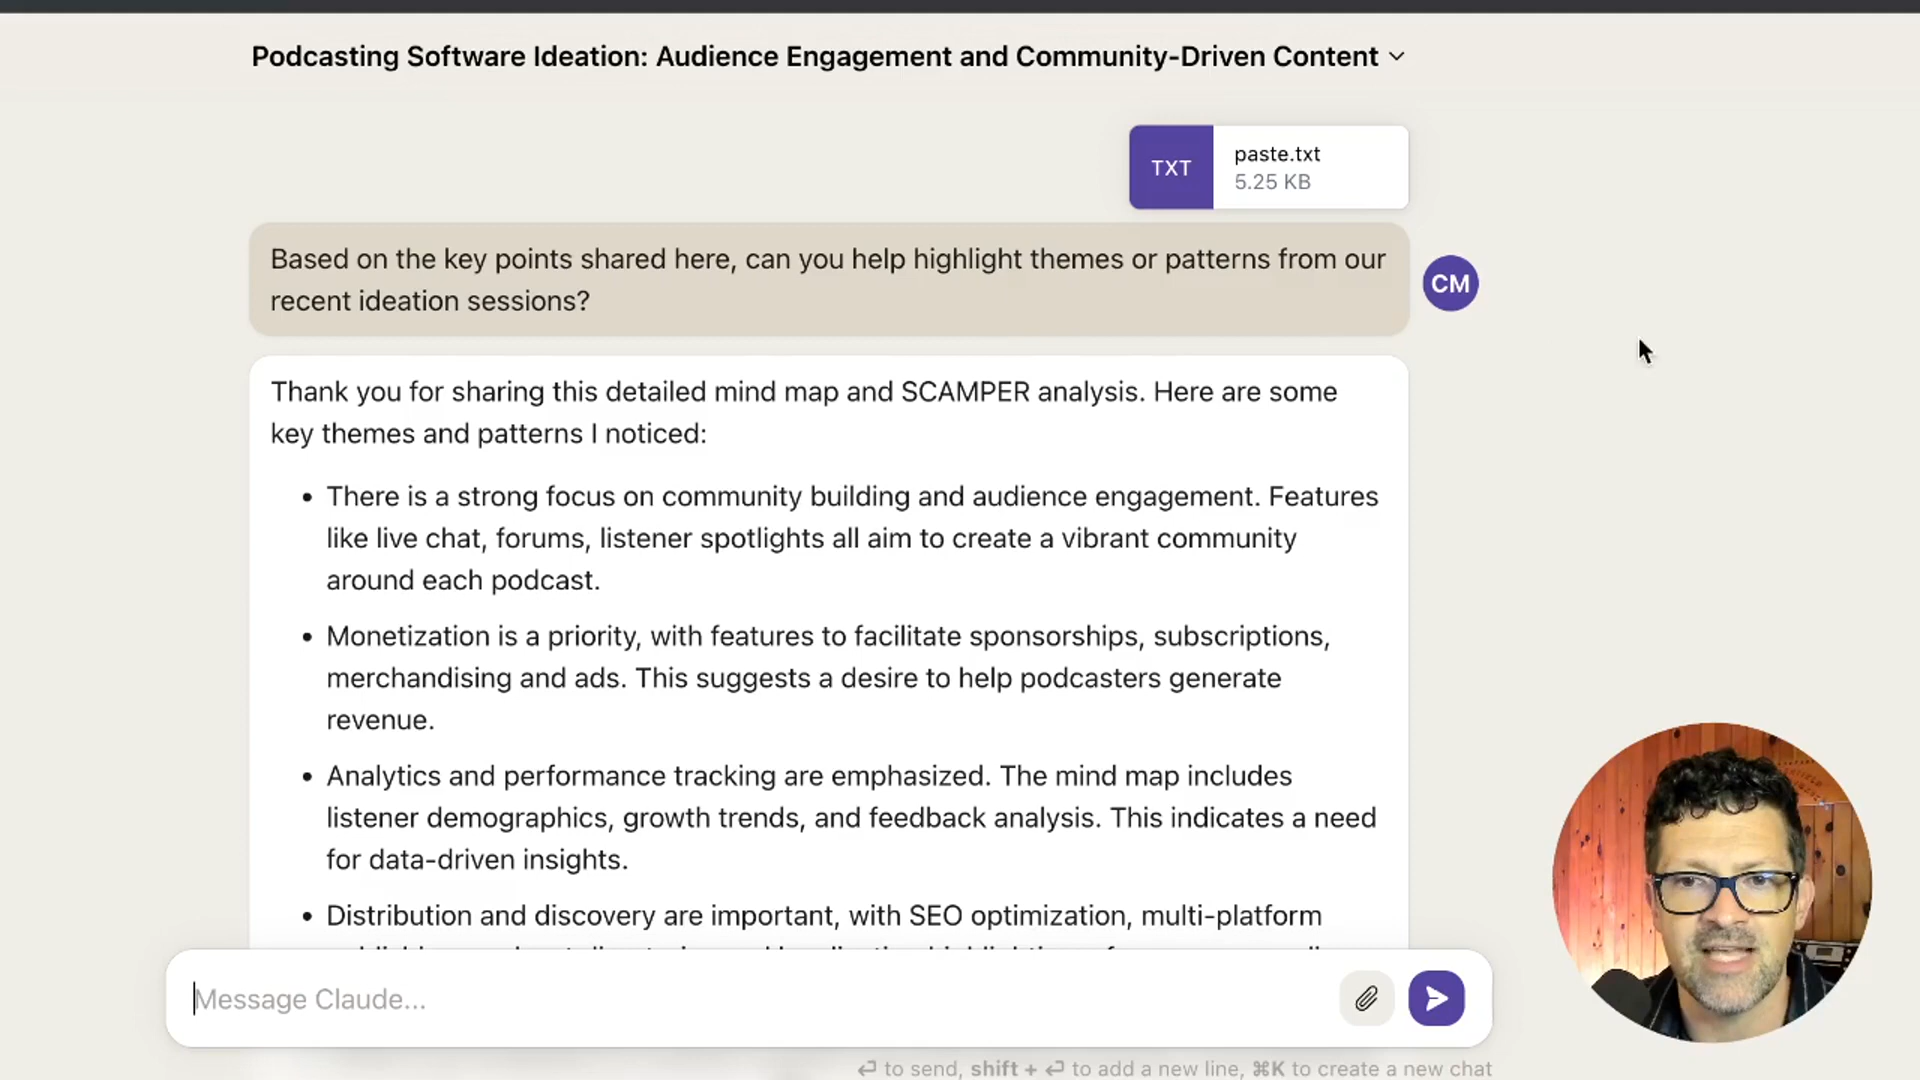 Podcasting Software Ideation: Audience Engagement and Community-Driven Content
TXT
paste.txt
5.25 KB
Based on the key points shared here, can you help highlight themes or patterns from our
recent ideation sessions?
CM
Thank you for sharing this detailed mind map and SCAMPER analysis. Here are some
key themes and patterns I noticed:
• There is a strong focus on community building and audience engagement. Features
like live chat, forums, listener spotlights all aim to create a vibrant community
around each podcast.
• Monetization is a priority, with features to facilitate sponsorships, subscriptions,
merchandising and ads. This suggests a desire to help podcasters generate
revenue.
• Analytics and performance tracking are emphasized. The mind map includes
listener demographics, growth trends, and feedback analysis. This indicates a need
for data-driven insights.
• Distribution and discovery are important, with SEO optimization, multi-platform
Message Claude...
⏎ to send, shift + ⏎ to add a new line, ⌘K to create a new chat